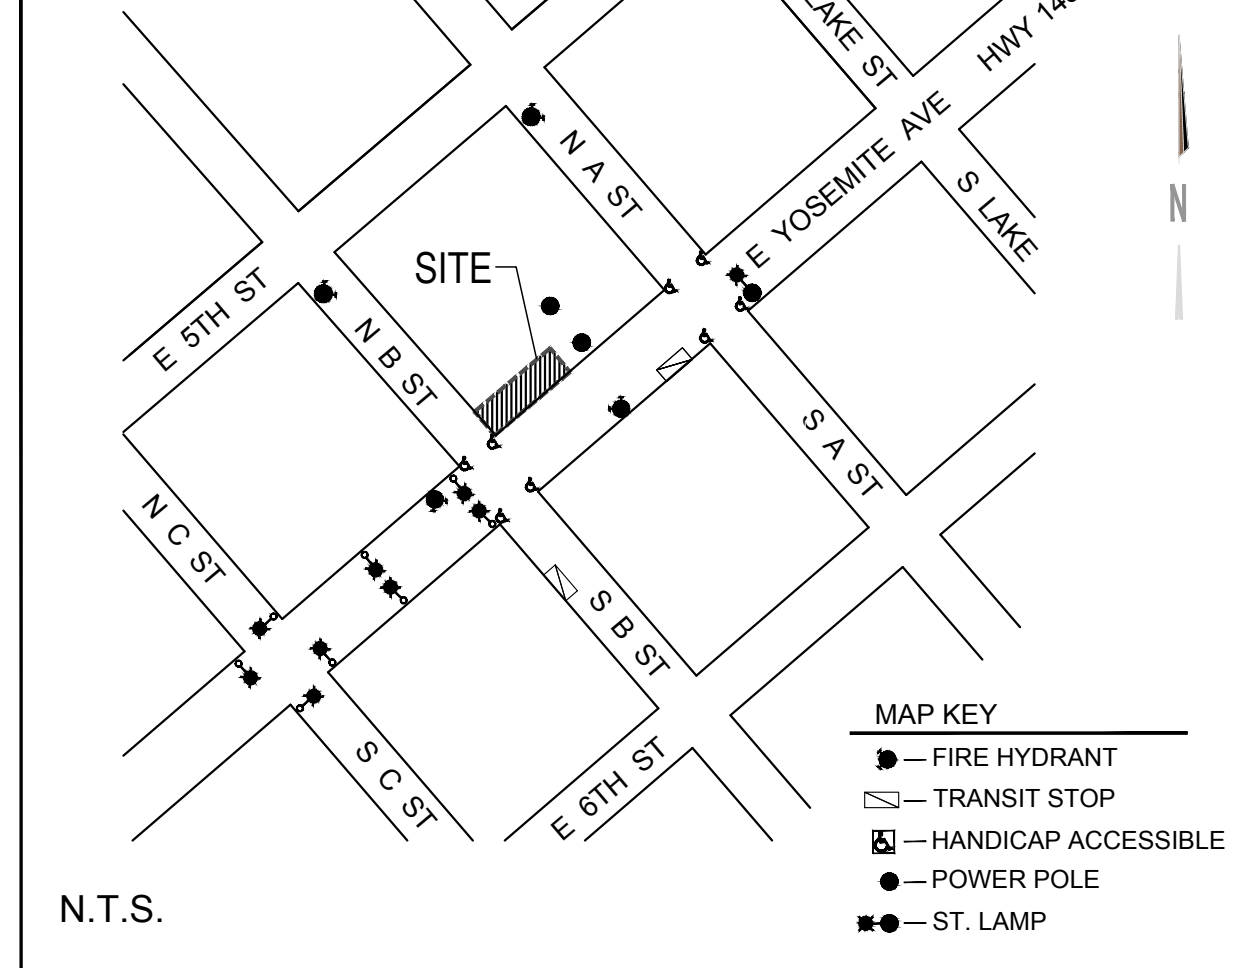 LAKE ST
HWY 140
E YOSEMITE AVE
N A ST
S LAKE
N
SITE
E 5TH ST
N B ST
S A ST
N C ST
S B ST
S C ST
E 6TH ST
MAP KEY
FIRE HYDRANT
TRANSIT STOP
HANDICAP ACCESSIBLE
POWER POLE
ST. LAMP
N.T.S.